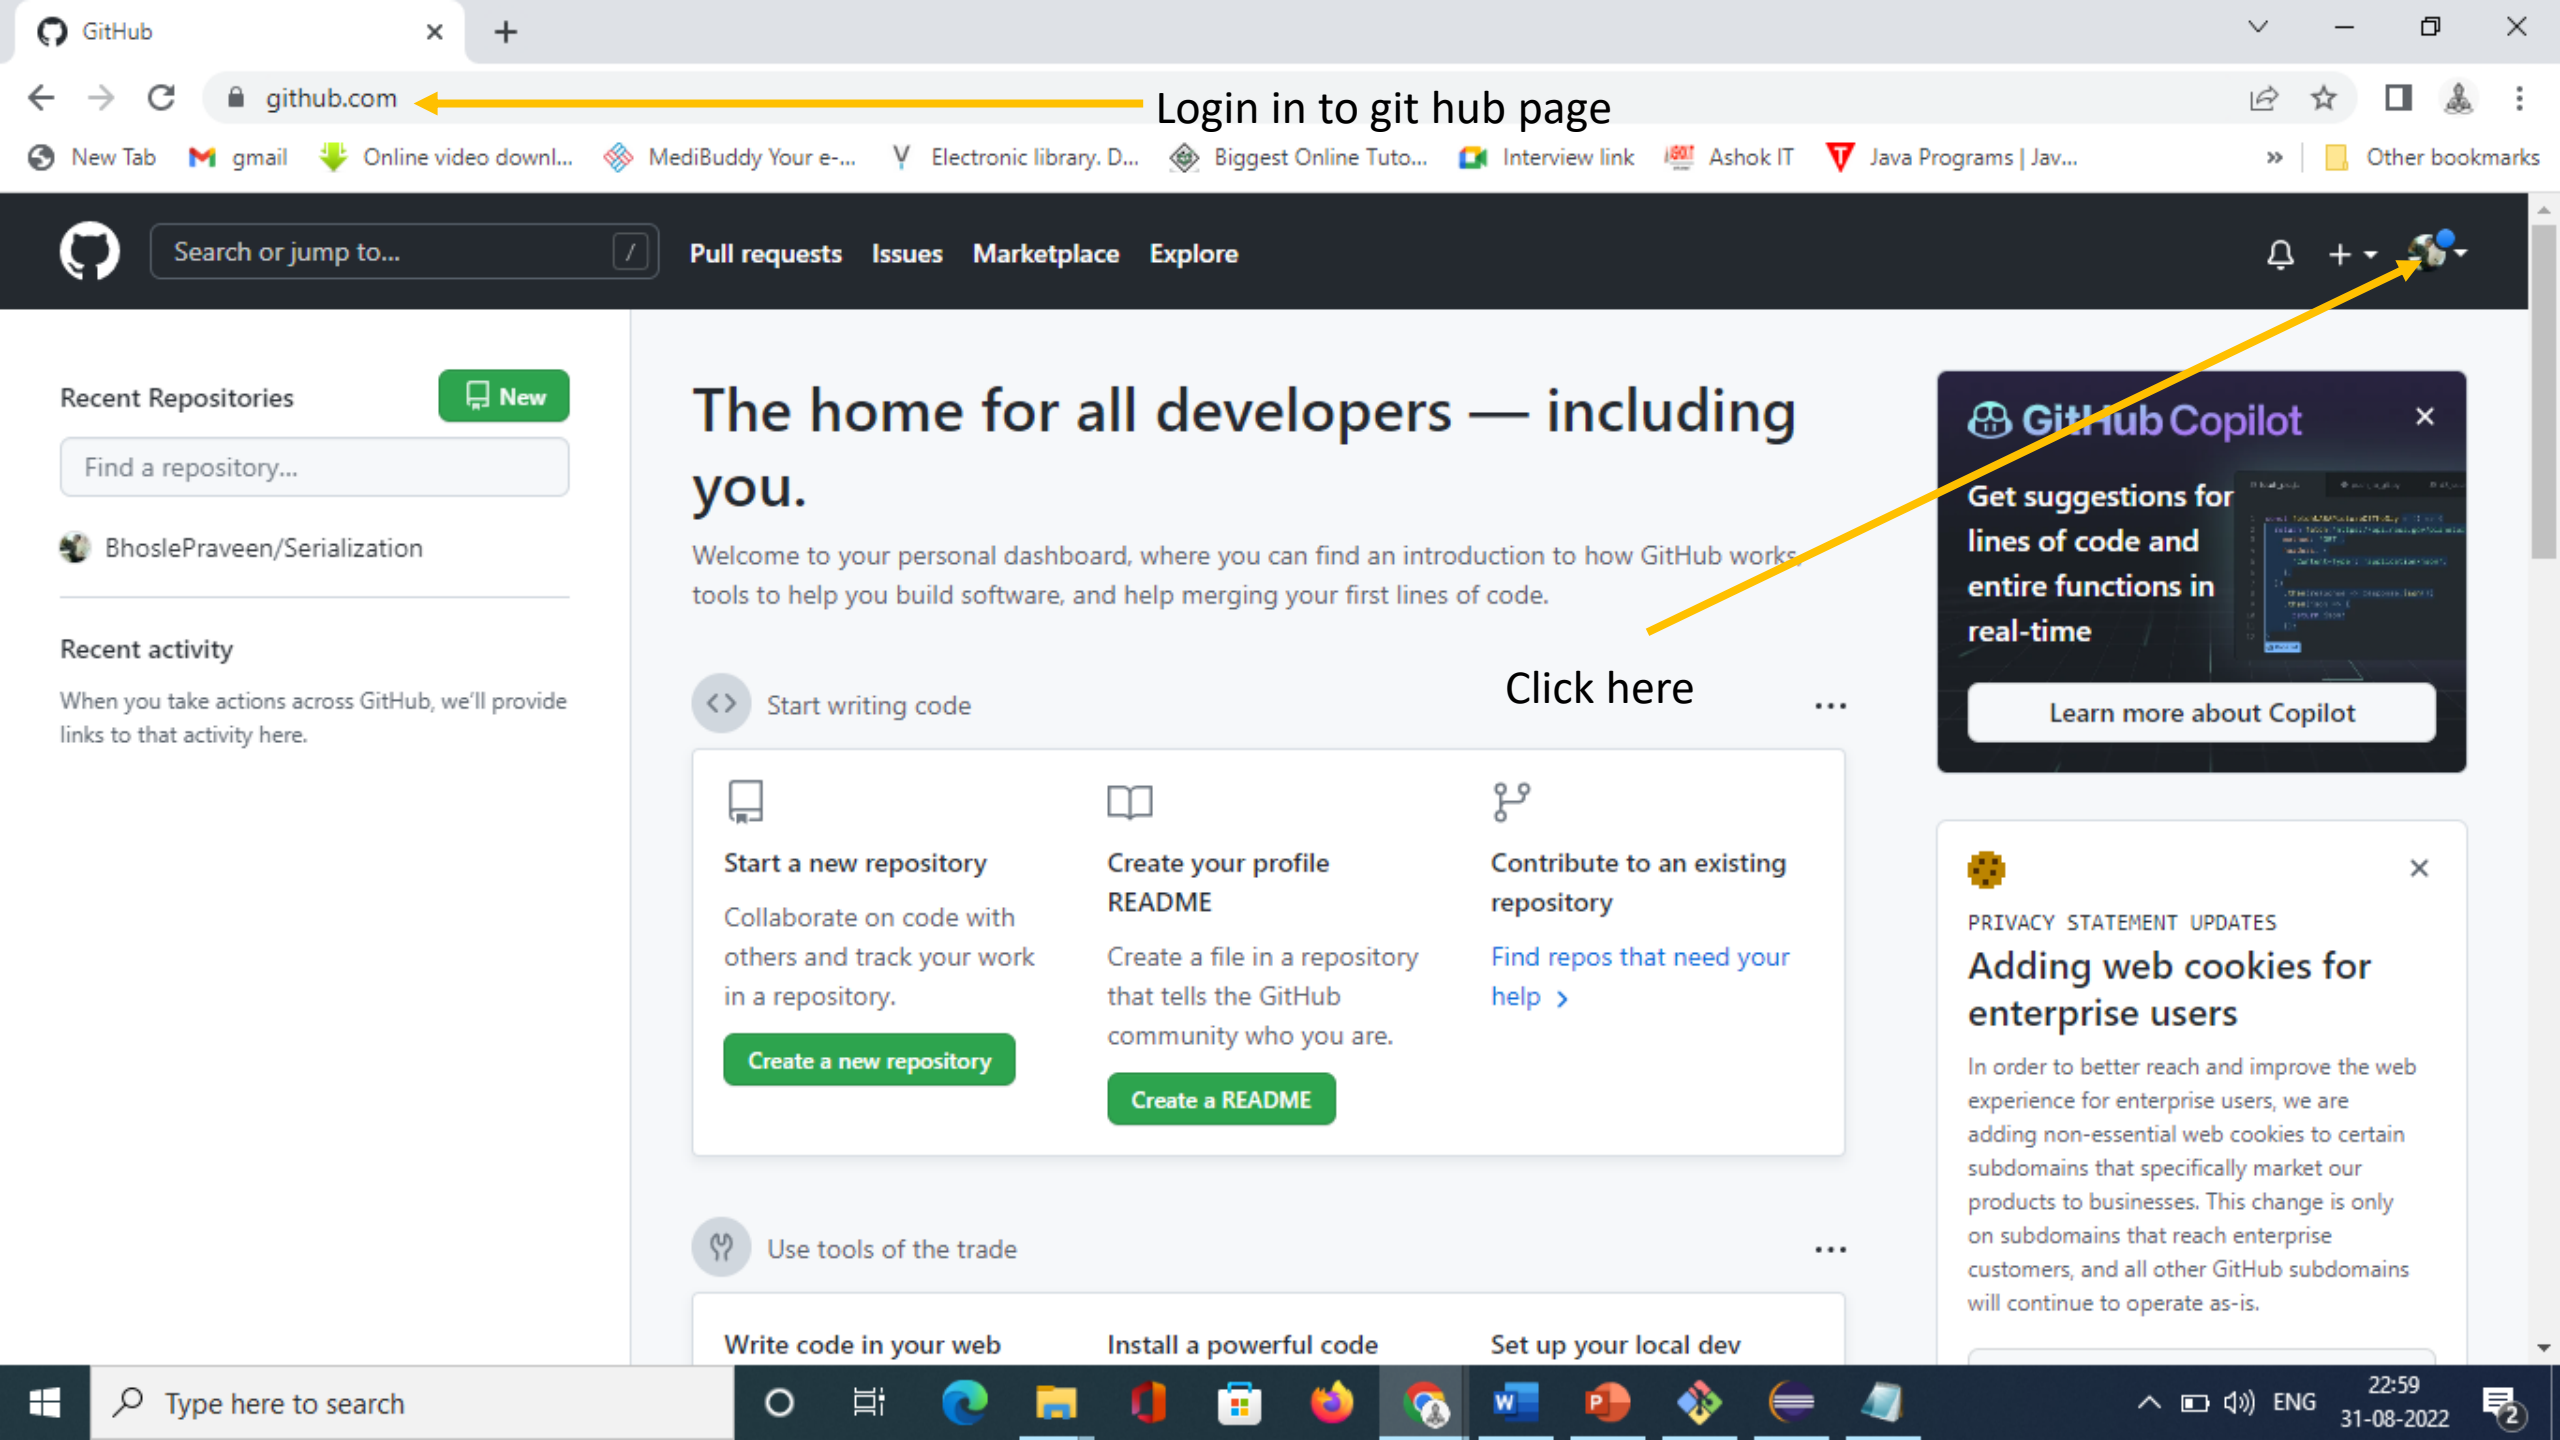 GitHub
github.com
Login in to git hub page
New Tab gmail Online video downl... MediBuddy Your e-... Electronic library. D... Biggest Online Tuto... Interview link Ashok IT Java Programs | Jav... » Other bookmarks
Search or jump to... / Pull requests Issues Marketplace Explore
Recent Repositories
New
Find a repository...
BhoslePraveen/Serialization
Recent activity
When you take actions across GitHub, we'll provide
links to that activity here.
The home for all developers — including
you.
Welcome to your personal dashboard, where you can find an introduction to how GitHub works,
tools to help you build software, and help merging your first lines of code.
Click here
Start writing code
Start a new repository
Collaborate on code with
others and track your work
in a repository.
Create a new repository
Create your profile
README
Create a file in a repository
that tells the GitHub
community who you are.
Create a README
Contribute to an existing
repository
Find repos that need your
help >
Use tools of the trade
Write code in your web
Install a powerful code
Set up your local dev
GitHub Copilot
Get suggestions for
lines of code and
entire functions in
real-time
Learn more about Copilot
PRIVACY STATEMENT UPDATES
Adding web cookies for
enterprise users
In order to better reach and improve the web
experience for enterprise users, we are
adding non-essential web cookies to certain
subdomains that specifically market our
products to businesses. This change is only
on subdomains that reach enterprise
customers, and all other GitHub subdomains
will continue to operate as-is.
Type here to search
ENG
22:59
31-08-2022
2